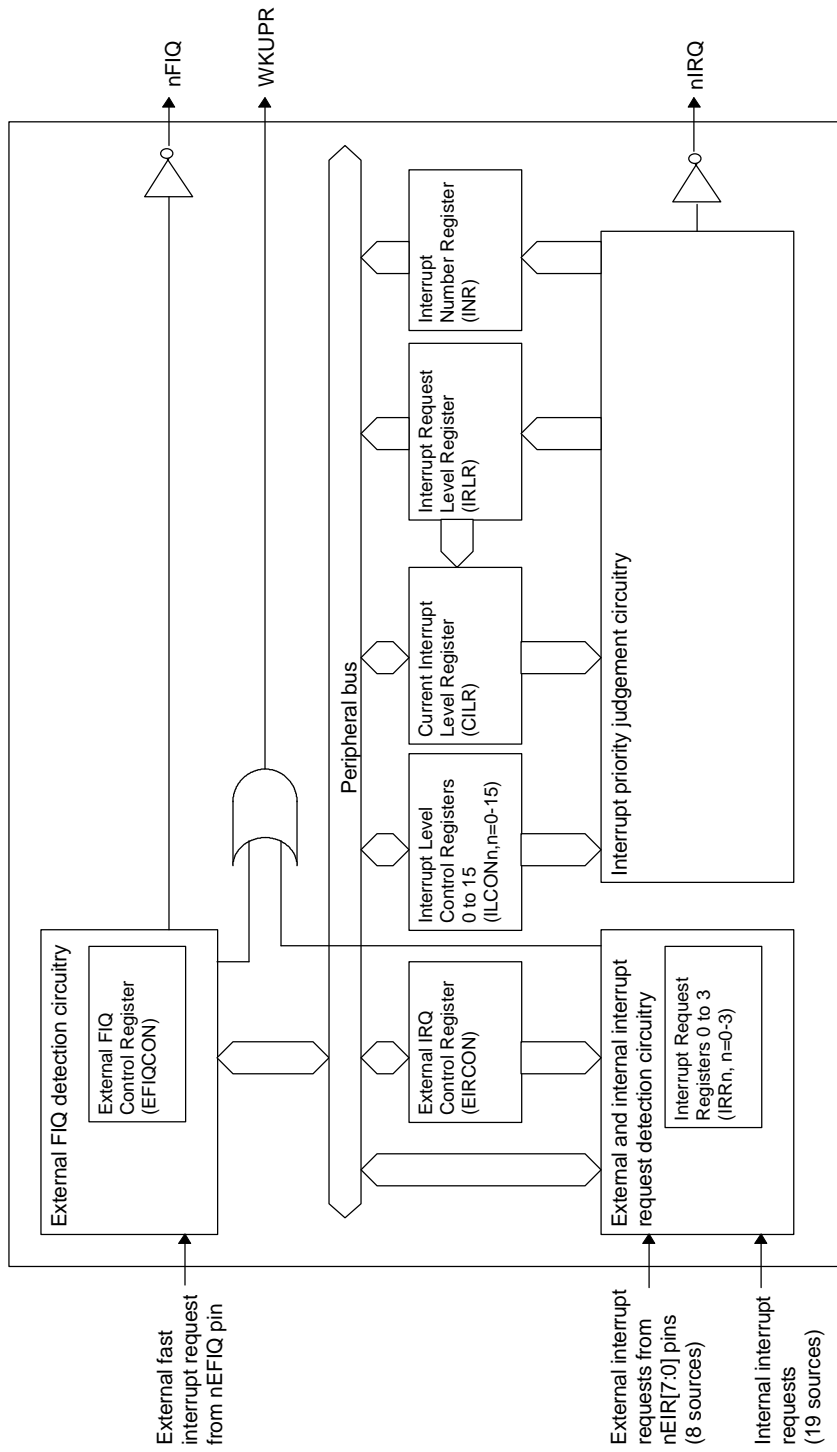 External fast
interrupt request
from nEFIQ pin
External FIQ detection circuitry
External FIQ
Control Register
(EFIQCON)
nFIQ
WKUPR
Peripheral bus
External IRQ
Control Register
(EIRCON)
Interrupt Level
Control Registers
0 to 15
(ILCONn,n=0-15)
Current Interrupt
Level Register
(CILR)
Interrupt Request
Level Register
(IRLR)
Interrupt
Number Register
(INR)
External interrupt
requests from
nEIR[7:0] pins
(8 sources)
Internal interrupt
requests
(19 sources)
External and internal interrupt
request detection circuitry
Interrupt Request
Registers 0 to 3
(IRRn, n=0-3)
Interrupt priority judgement circuitry
nIRQ